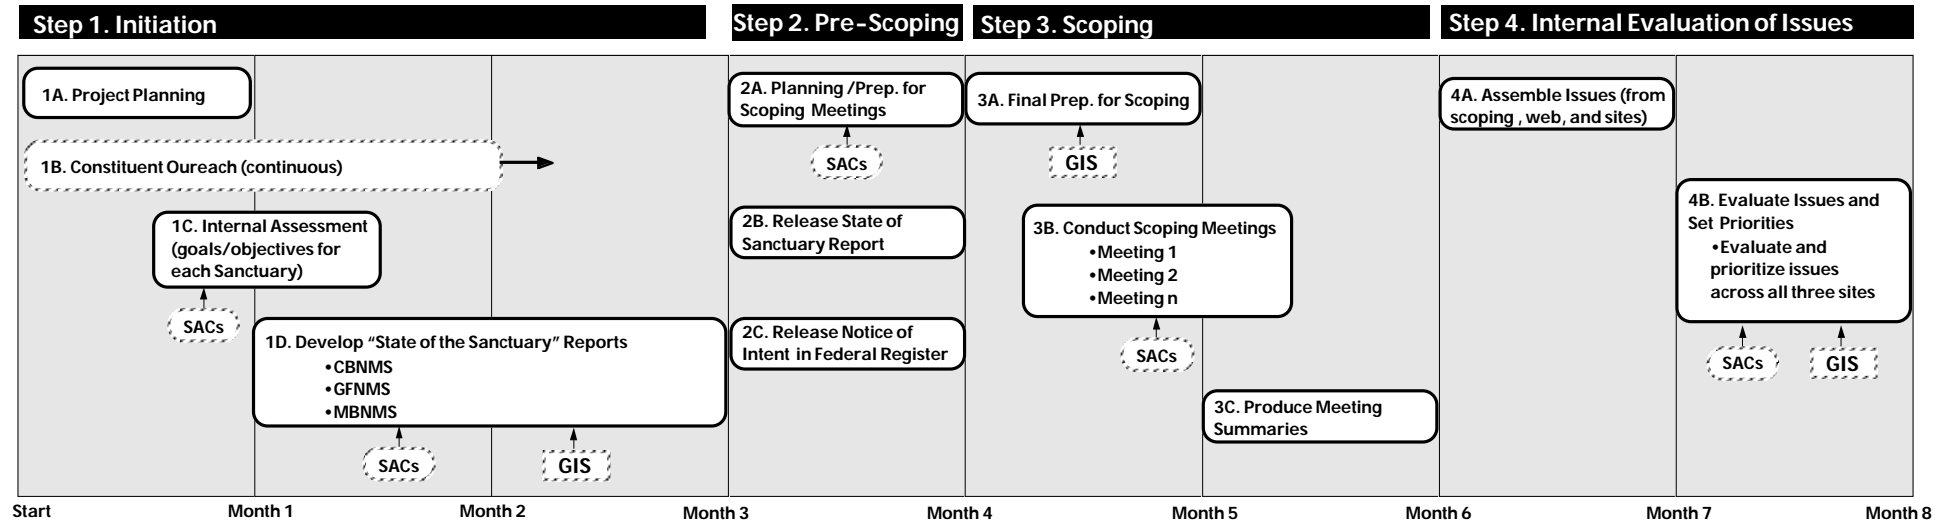 Step 1. Initiation
Step 2. Pre-Scoping
Step 3. Scoping
Step 4. Internal Evaluation of Issues
1A. Project Planning
1B. Constituent Oureach (continuous)
1C. Internal Assessment
(goals/objectives for
each Sanctuary)
SACs
1D. Develop “State of the Sanctuary” Reports
•CBNMS
•GFNMS
•MBNMS
SACs
GIS
2A. Planning /Prep. for
Scoping Meetings
SACs
2B. Release State of
Sanctuary Report
2C. Release Notice of
Intent in Federal Register
3A. Final Prep. for Scoping
GIS
3B. Conduct Scoping Meetings
•Meeting 1
•Meeting 2
•Meeting n
SACs
3C. Produce Meeting
Summaries
4A. Assemble Issues (from
scoping , web, and sites)
4B. Evaluate Issues and
Set Priorities
•Evaluate and
prioritize issues
across all three sites
SACs
GIS
Start
Month 1
Month 2
Month 3
Month 4
Month 5
Month 6
Month 7
Month 8